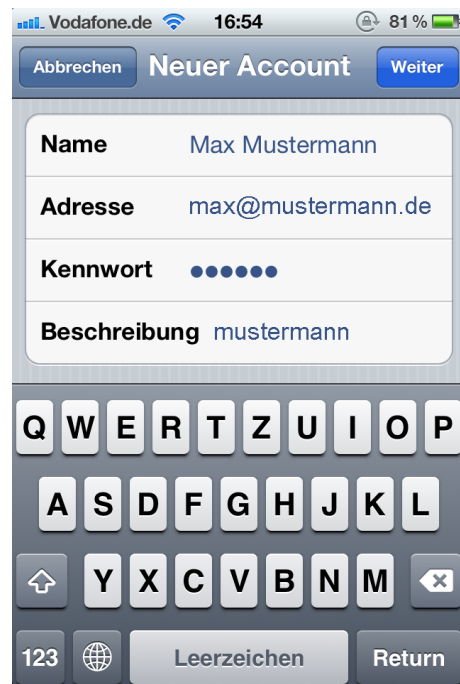 Vodafone.de 16:54 81 %
Abbrechen Neuer Account Weiter
Name Max Mustermann
Adresse max@mustermann.de
Kennwort ●●●●●●
Beschreibung mustermann
Q W E R T Z U I O P
A S D F G H J K L
Y X C V B N M
123 Leerzeichen Return